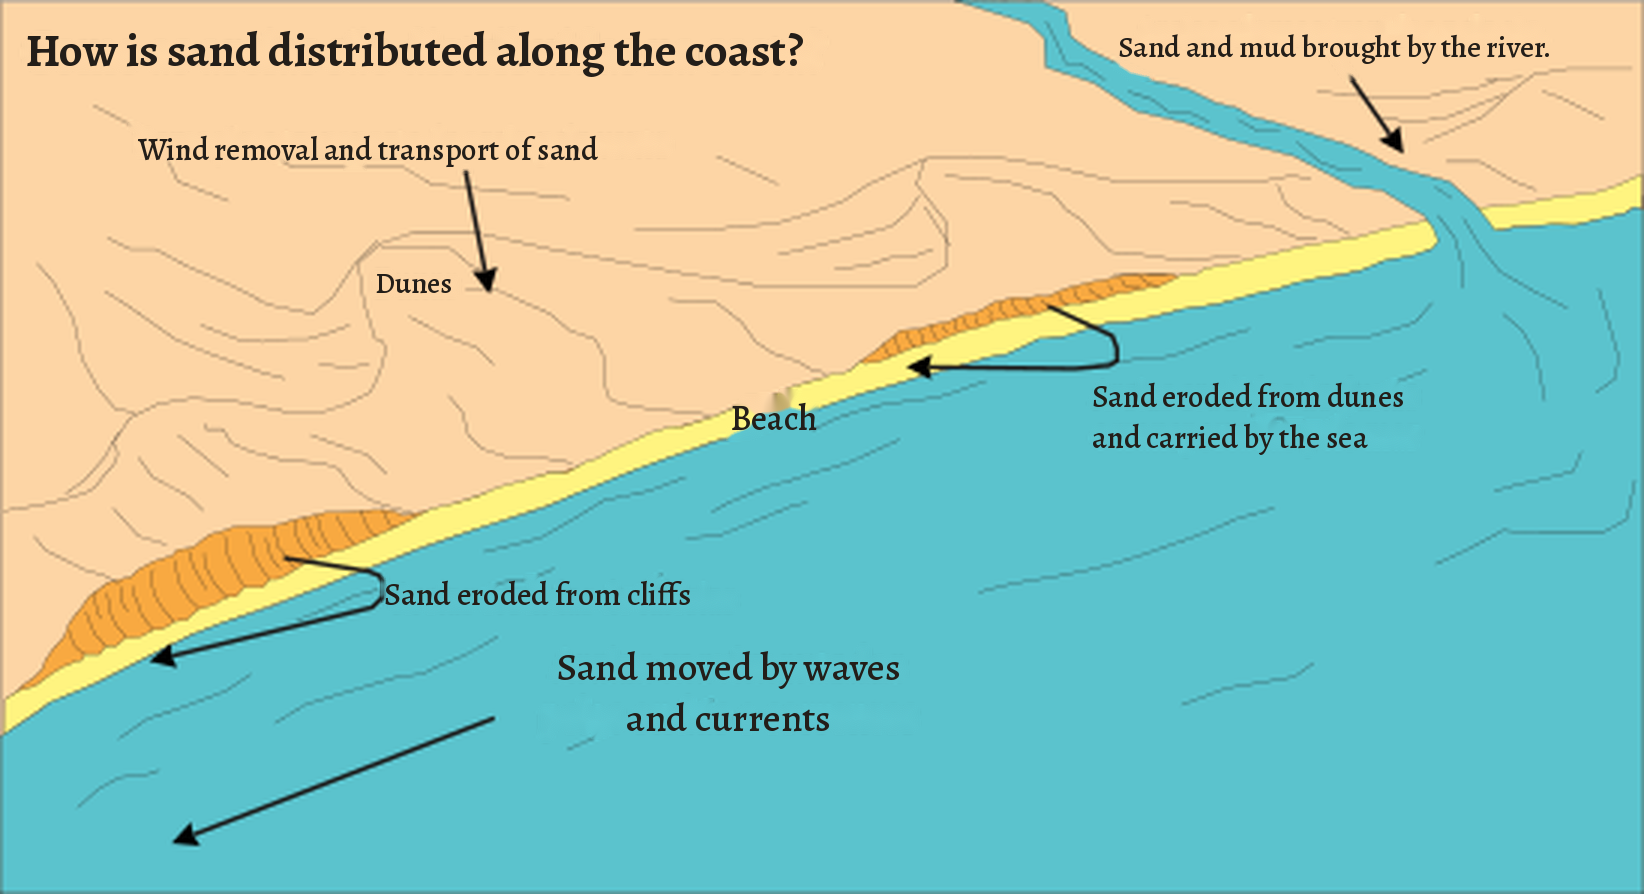 How is sand distributed along the coast?
Sand and mud brought by the river.
Wind removal and transport of sand
Dunes
Beach
Sand eroded from dunes
and carried by the sea
Sand eroded from cliffs
Sand moved by waves
and currents